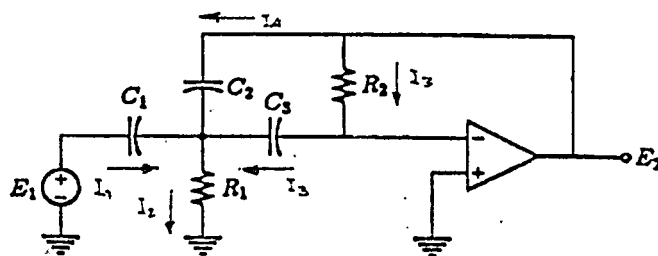 I₄
C₁
C₂
C₃
R₂
I₃
E₁
+
−
I₁
I₂
R₁
I₃
−
+
E₂